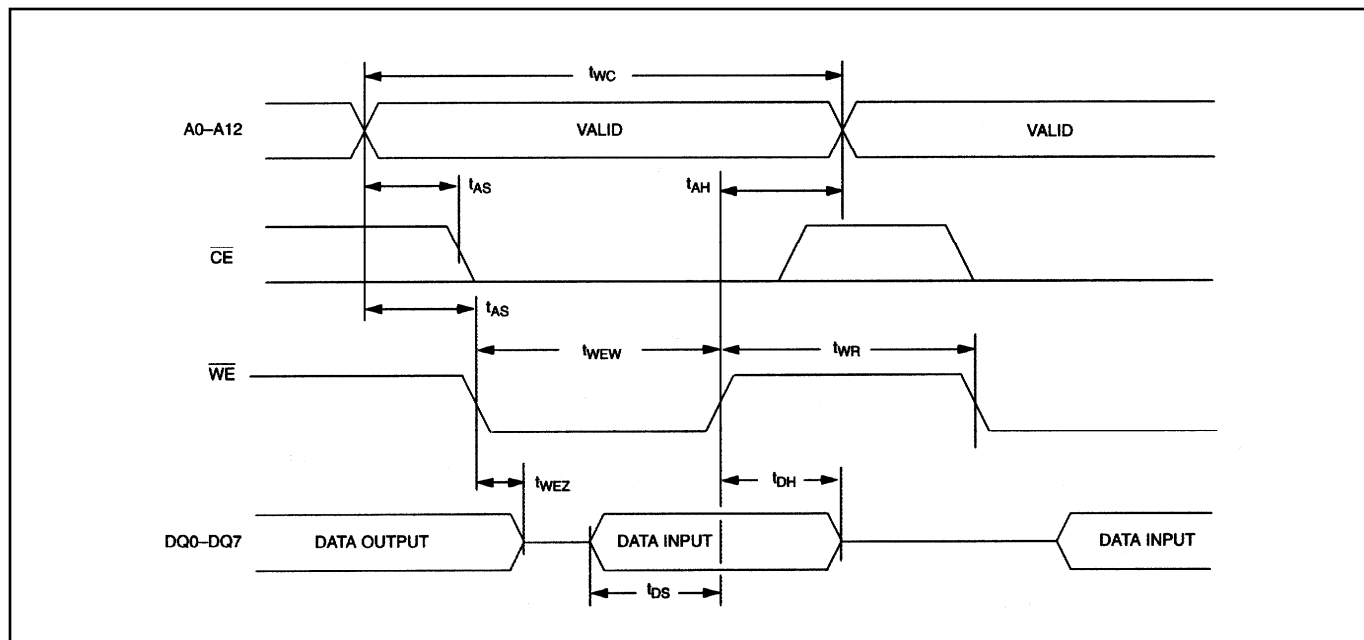 tWC
A0–A12 VALID VALID
tAS tAH
CE
tAS
tWEW tWR
WE
tWEZ tDH
DQ0–DQ7 DATA OUTPUT DATA INPUT DATA INPUT
tDS